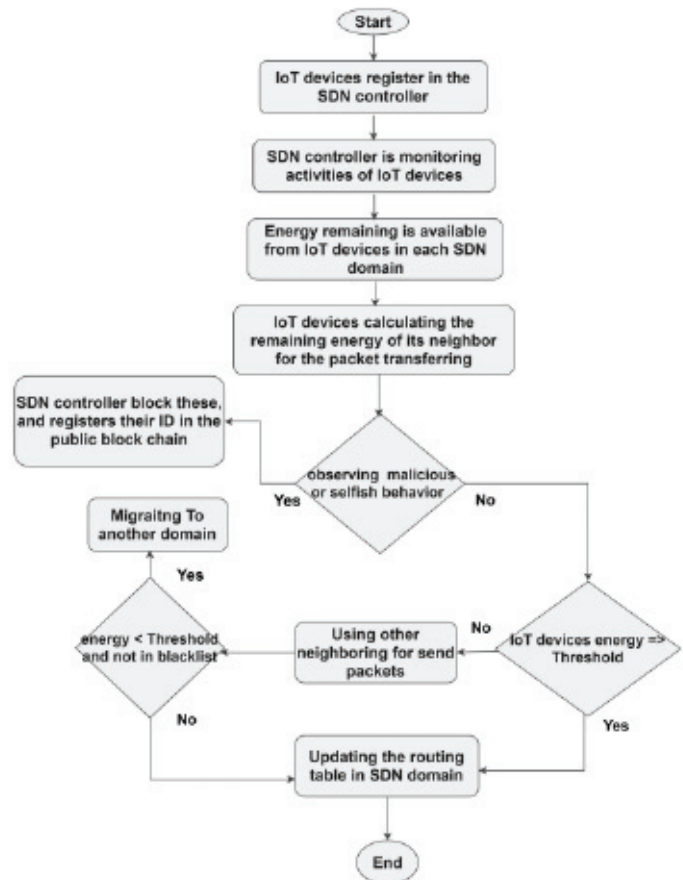 Start
IoT devices register in the
SDN controller
SDN controller is monitoring
activities of IoT devices
Energy remaining is available
from IoT devices in each SDN
domain
IoT devices calculating the
remaining energy of its neighbor
for the packet transferring
SDN controller block these,
and registers their ID in the
public block chain
observing malicious
or selfish behavior
Yes
No
Migraitng To
another domain
Yes
energy < Threshold
and not in blacklist
Using other
neighboring for send
packets
No
IoT devices energy =>
Threshold
No
Yes
Updating the routing
table in SDN domain
End